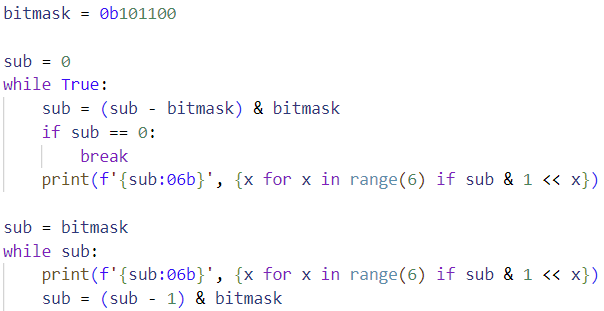 bitmask = 0b101100
sub = 0
while True:
    sub = (sub - bitmask) & bitmask
    if sub == 0:
        break
    print(f'{sub:06b}', {x for x in range(6) if sub & 1 << x})
sub = bitmask
while sub:
    print(f'{sub:06b}', {x for x in range(6) if sub & 1 << x})
    sub = (sub - 1) & bitmask